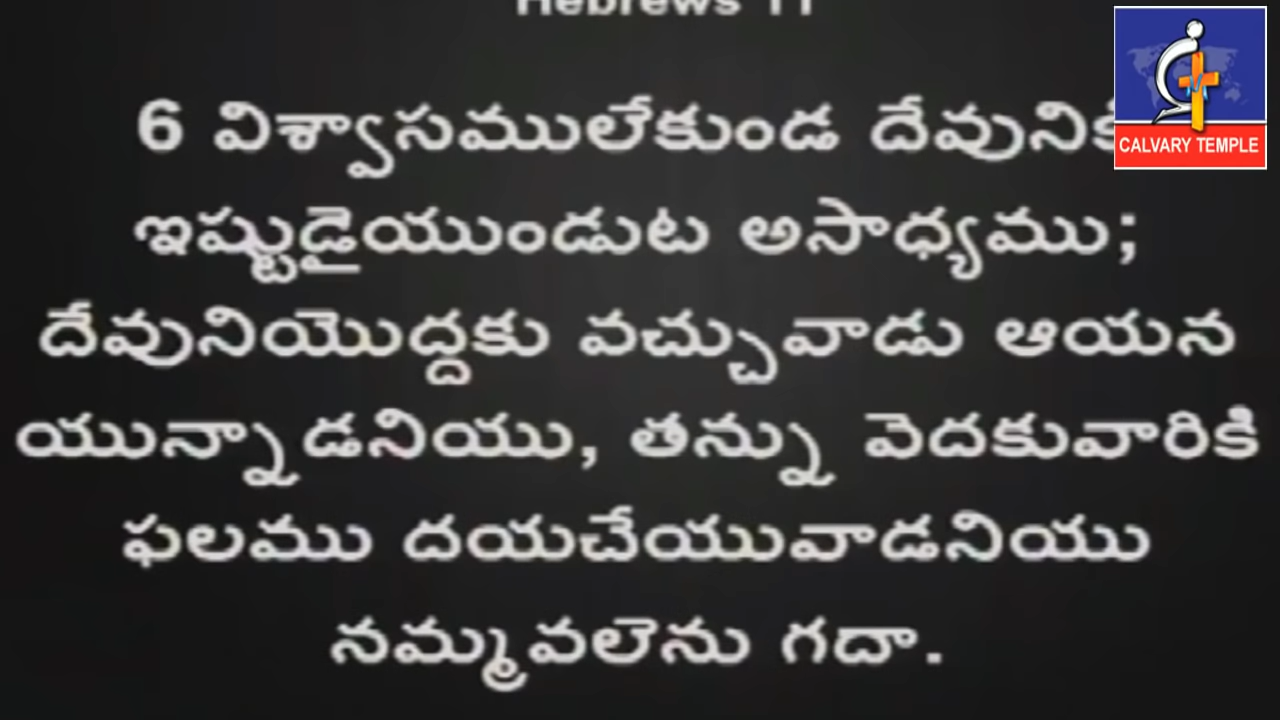 Hebrews 11
6 విశ్వాసములేకుండ దేవునికి
ఇష్టుడైయుండుట అసాధ్యము;
దేవునియొద్దకు వచ్చువాడు ఆయన
యున్నాడనియు, తన్ను వెదకువారికి
ఫలము దయచేయువాడనియు
నమ్మవలెను గదా.
CALVARY TEMPLE